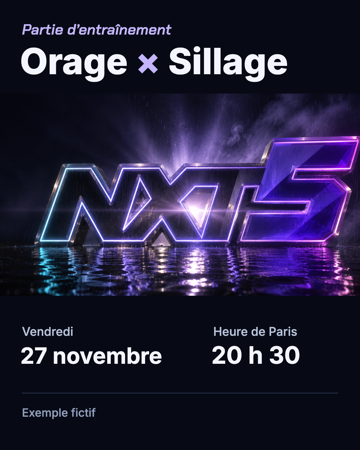 Partie d'entraînement
Orage × Sillage
NXT5
Vendredi
27 novembre
Heure de Paris
20 h 30
Exemple fictif